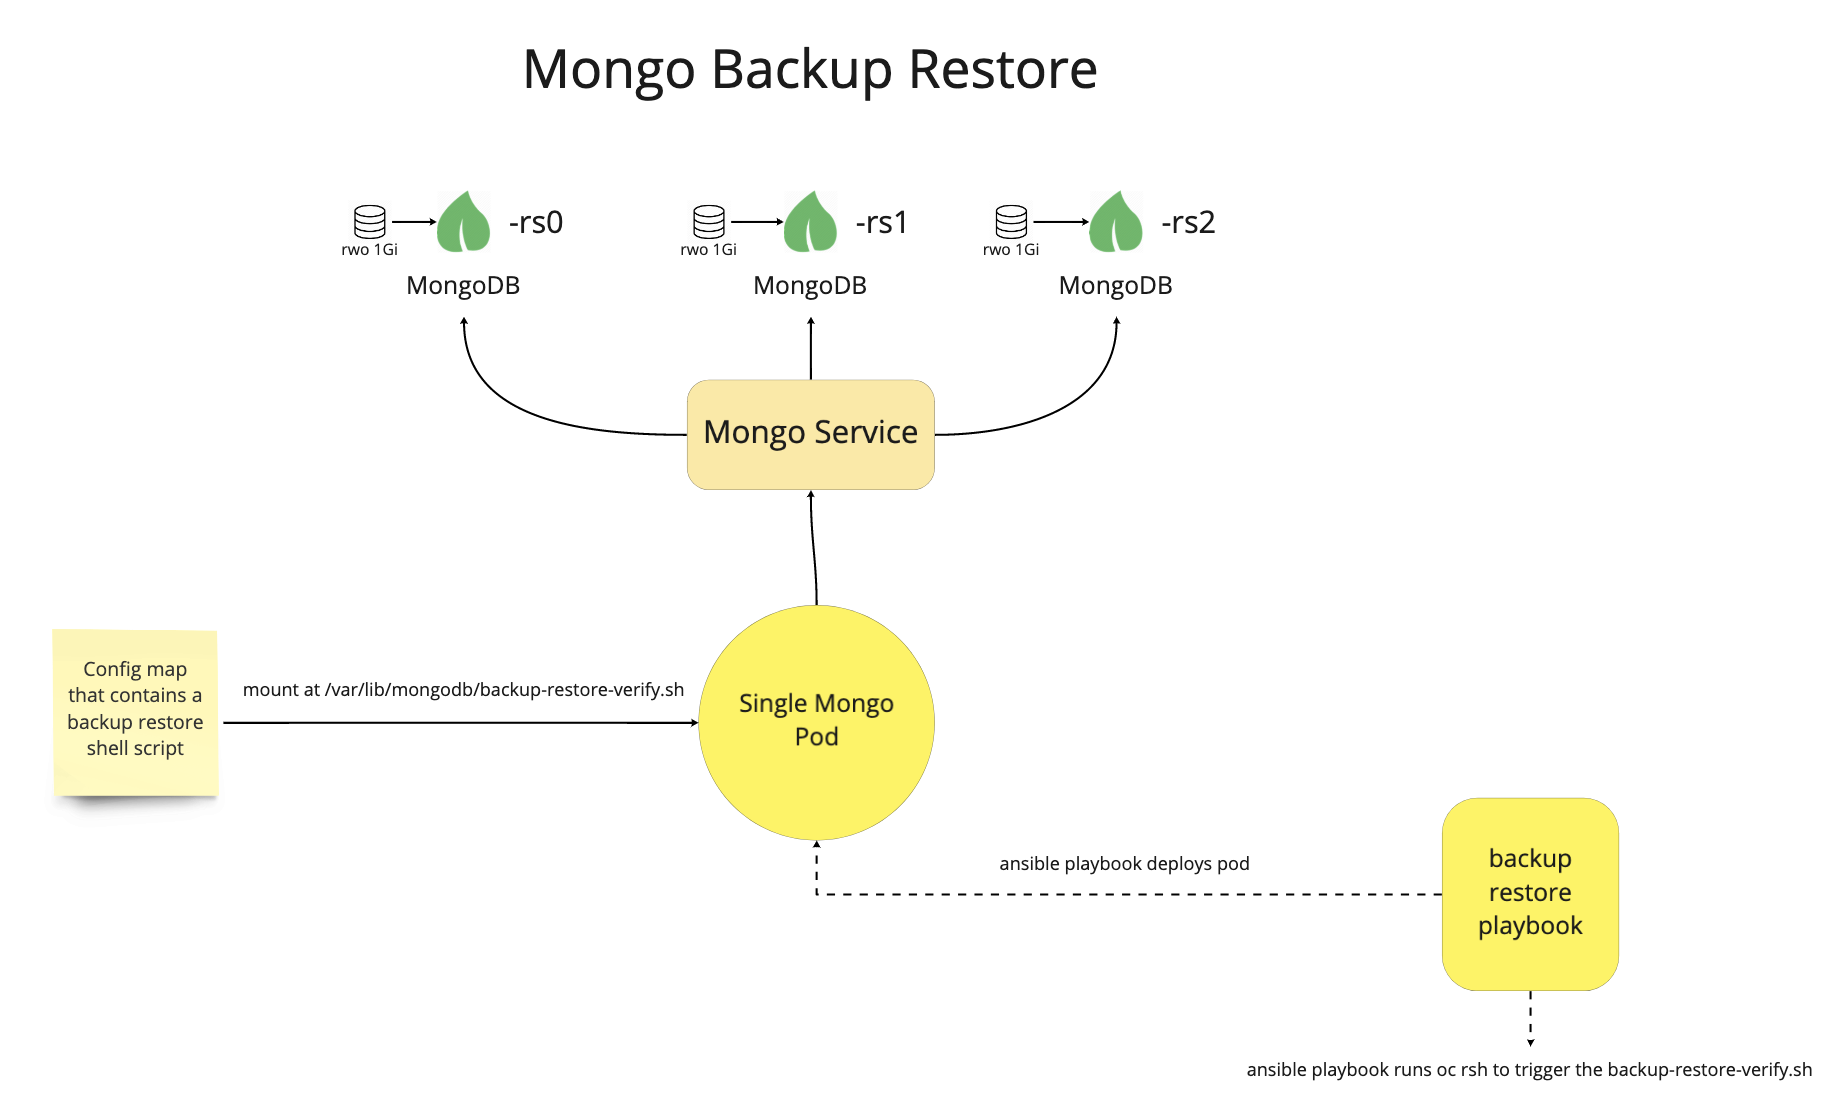 Mongo Backup Restore
-rs0
rwo 1Gi
MongoDB
-rs1
rwo 1Gi
MongoDB
-rs2
rwo 1Gi
MongoDB
Mongo Service
Config map
that contains a
backup restore
shell script
mount at /var/lib/mongodb/backup-restore-verify.sh
Single Mongo
Pod
ansible playbook deploys pod
backup
restore
playbook
ansible playbook runs oc rsh to trigger the backup-restore-verify.sh